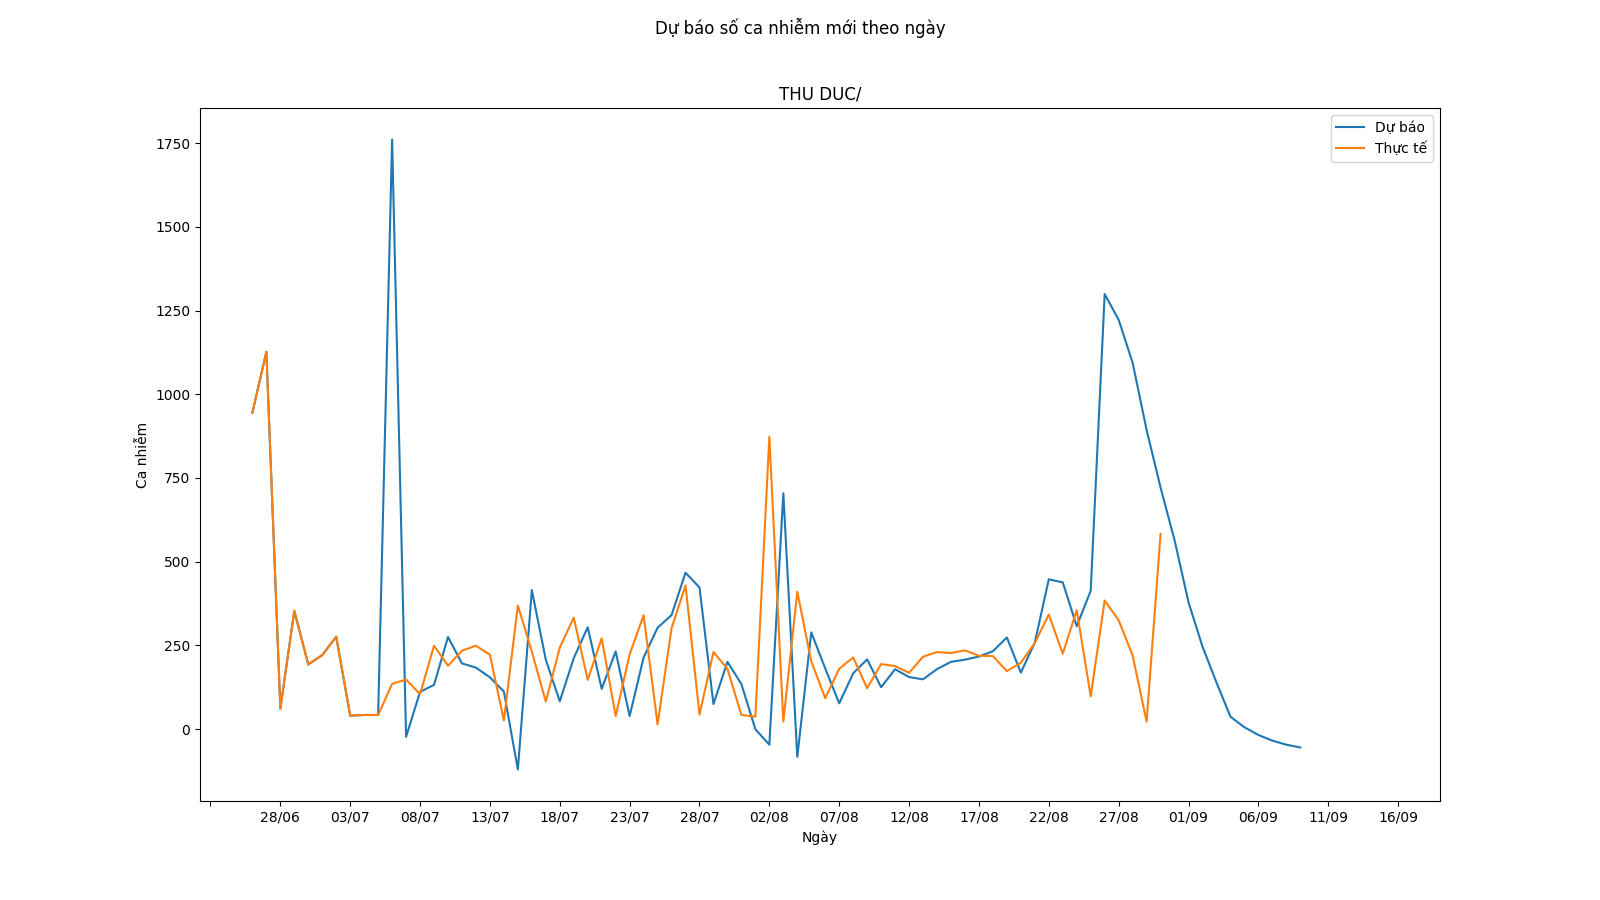 Dự báo số ca nhiễm mới theo ngày
THU DUC/
Dự báo
Thực tế
1750
1500
1250
1000
750
500
250
0
Ca nhiễm
28/06 03/07 08/07 13/07 18/07 23/07 28/07 02/08 07/08 12/08 17/08 22/08 27/08 01/09 06/09 11/09 16/09
Ngày